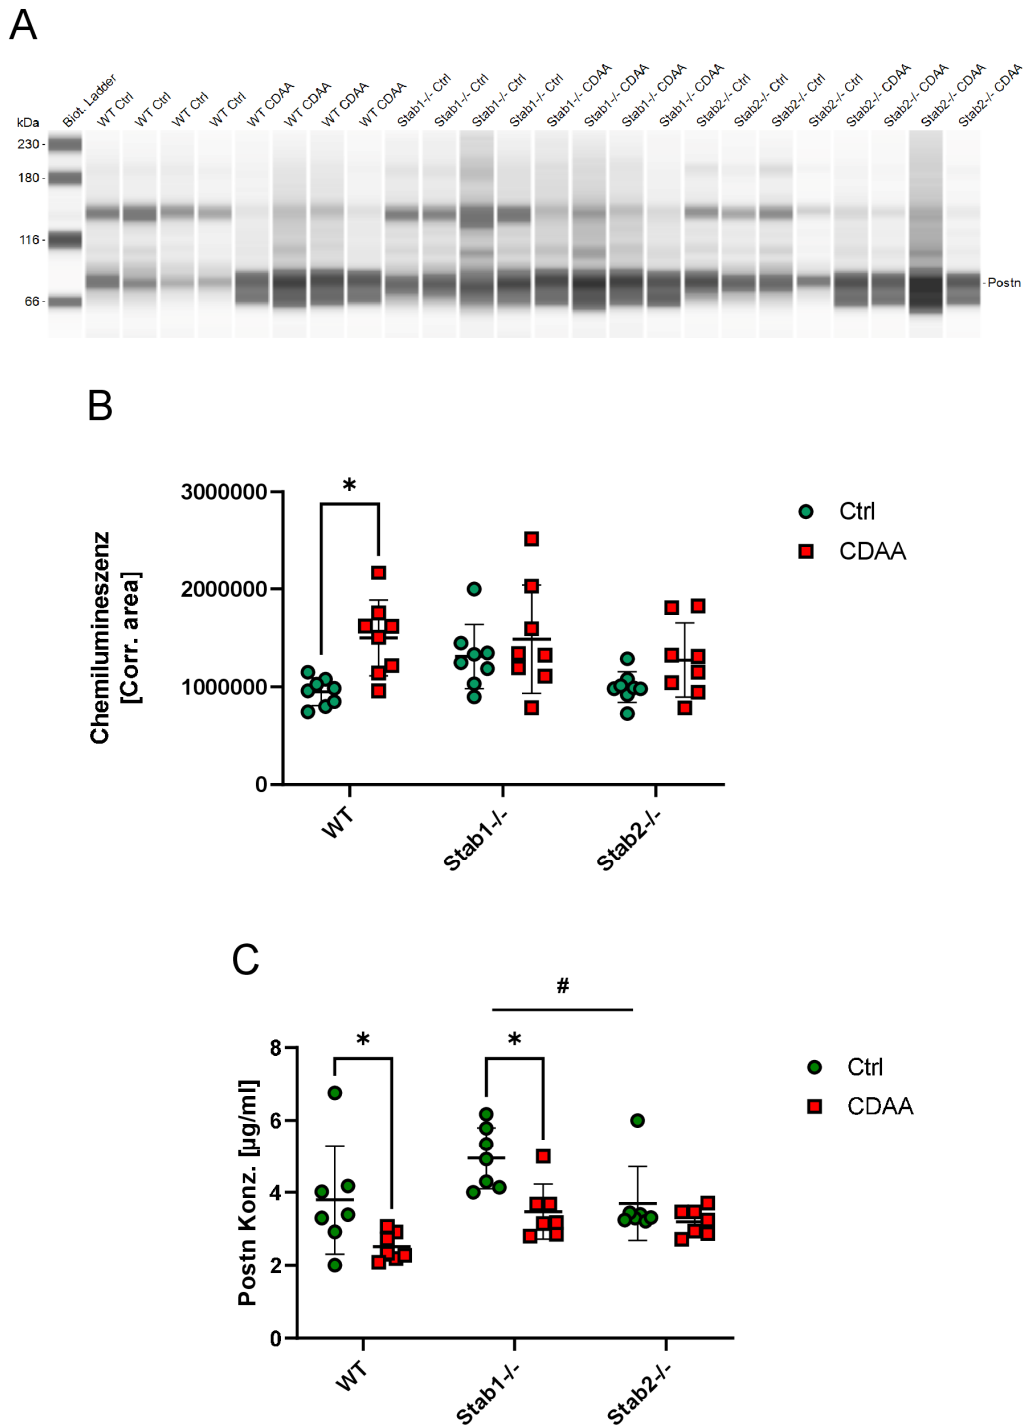 A
kDa
Biot. Ladder
WT Ctrl
WT Ctrl
WT Ctrl
WT Ctrl
WT CDAA
WT CDAA
WT CDAA
WT CDAA
Stab1-/- Ctrl
Stab1-/- Ctrl
Stab1-/- Ctrl
Stab1-/- Ctrl
Stab1-/- CDAA
Stab1-/- CDAA
Stab1-/- CDAA
Stab1-/- CDAA
Stab2-/- Ctrl
Stab2-/- Ctrl
Stab2-/- Ctrl
Stab2-/- Ctrl
Stab2-/- CDAA
Stab2-/- CDAA
Stab2-/- CDAA
Stab2-/- CDAA
230 -
180 -
116 -
66 -
- Postn
B
Chemilumineszenz
[Corr. area]
3000000
2000000
1000000
0
*
Ctrl
CDAA
WT
Stab1-/-
Stab2-/-
C
Postn Konz. [µg/ml]
8
6
4
2
0
*
*
#
Ctrl
CDAA
WT
Stab1-/-
Stab2-/-